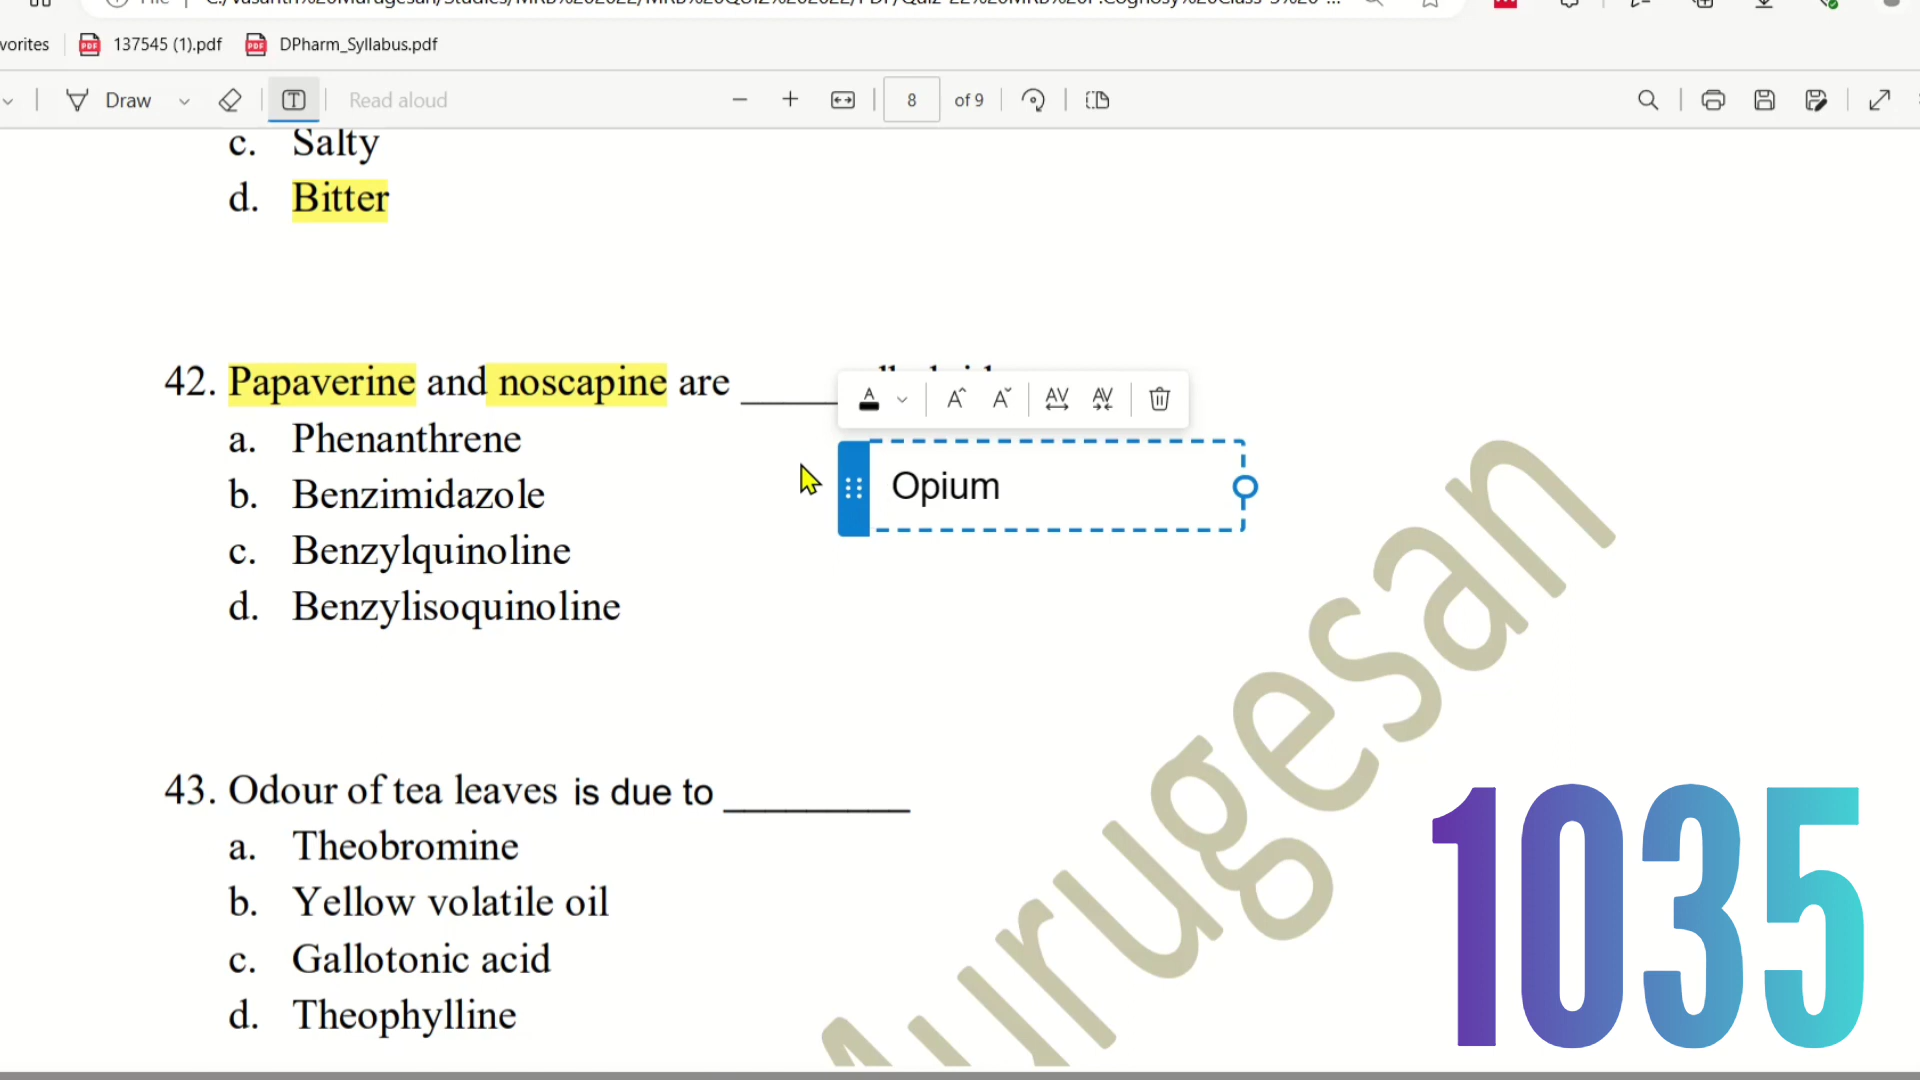 vorites 137545 (1).pdf DPharm_Syllabus.pdf
Draw Read aloud 8 of 9
c. Salty
d. Bitter
42. Papaverine and noscapine are ______
a. Phenanthrene
b. Benzimidazole
c. Benzylquinoline
d. Benzylisoquinoline
Opium
43. Odour of tea leaves is due to _________
a. Theobromine
b. Yellow volatile oil
c. Gallotonic acid
d. Theophylline
urugesan
1035